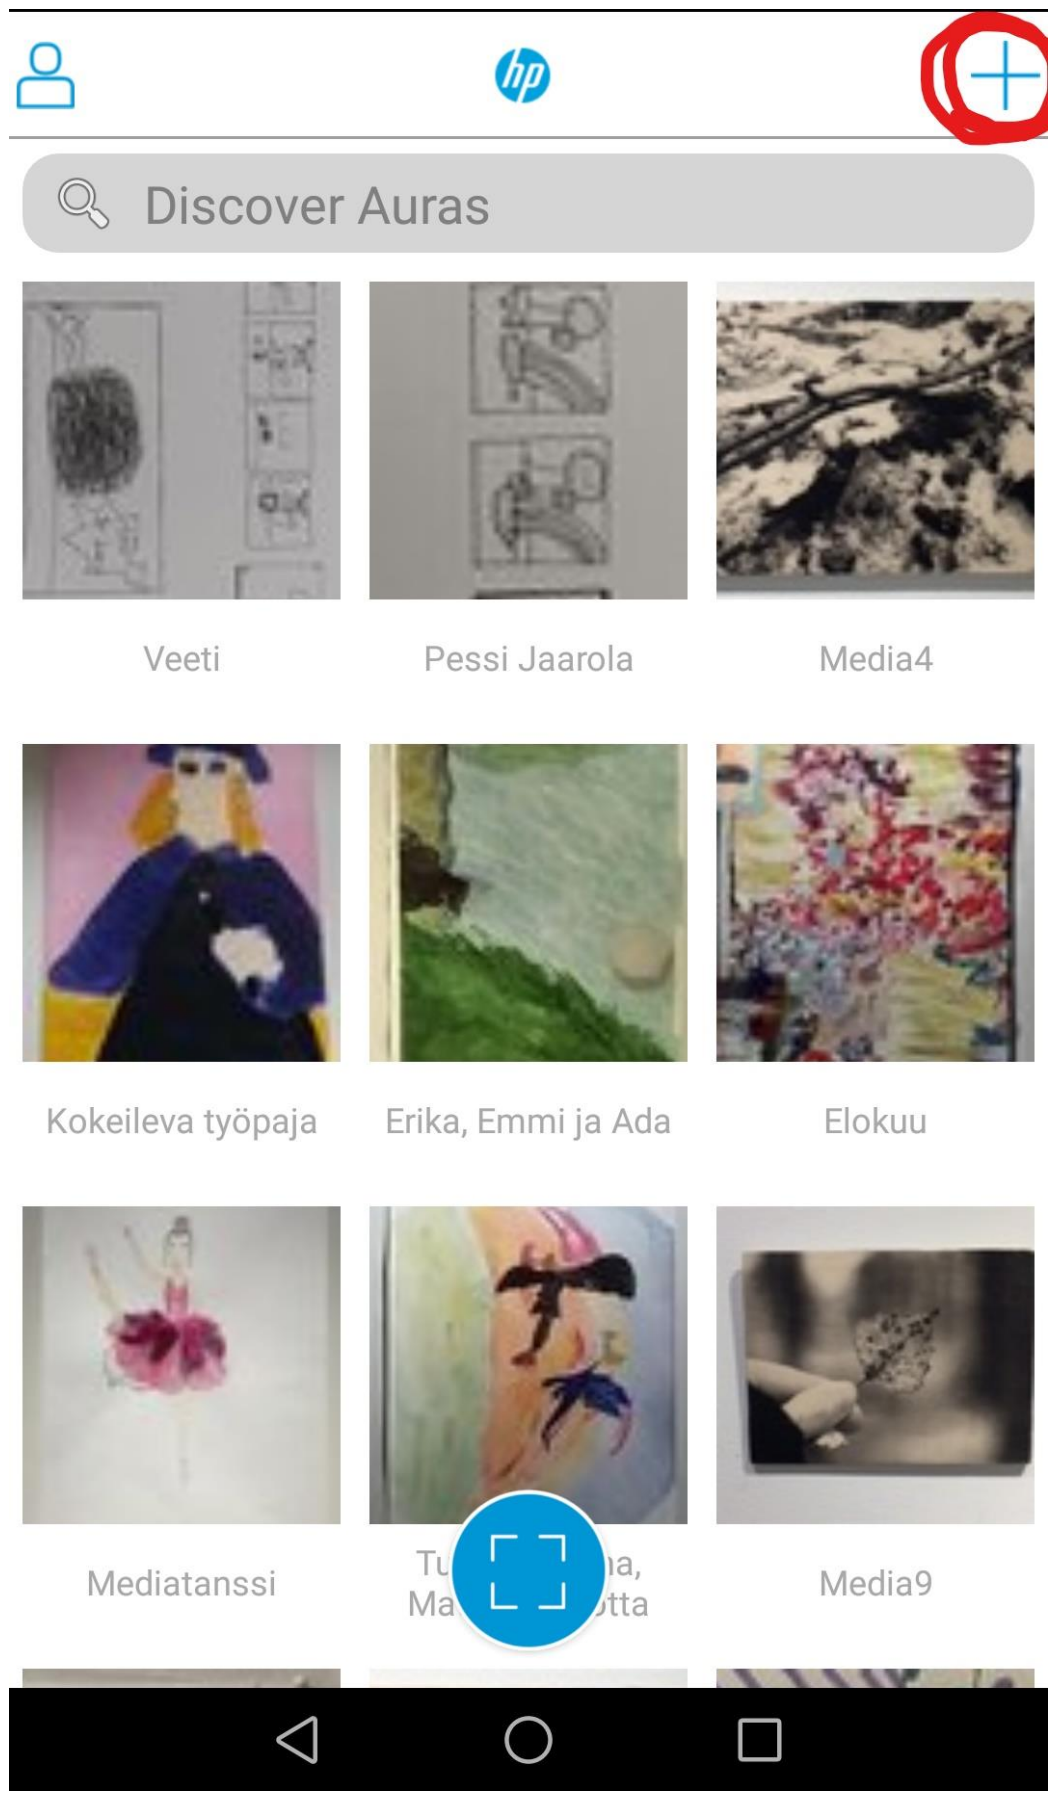 hp
Discover Auras
Veeti
Pessi Jaarola
Media4
Kokeileva työpaja
Erika, Emmi ja Ada
Elokuu
Mediatanssi
Media9